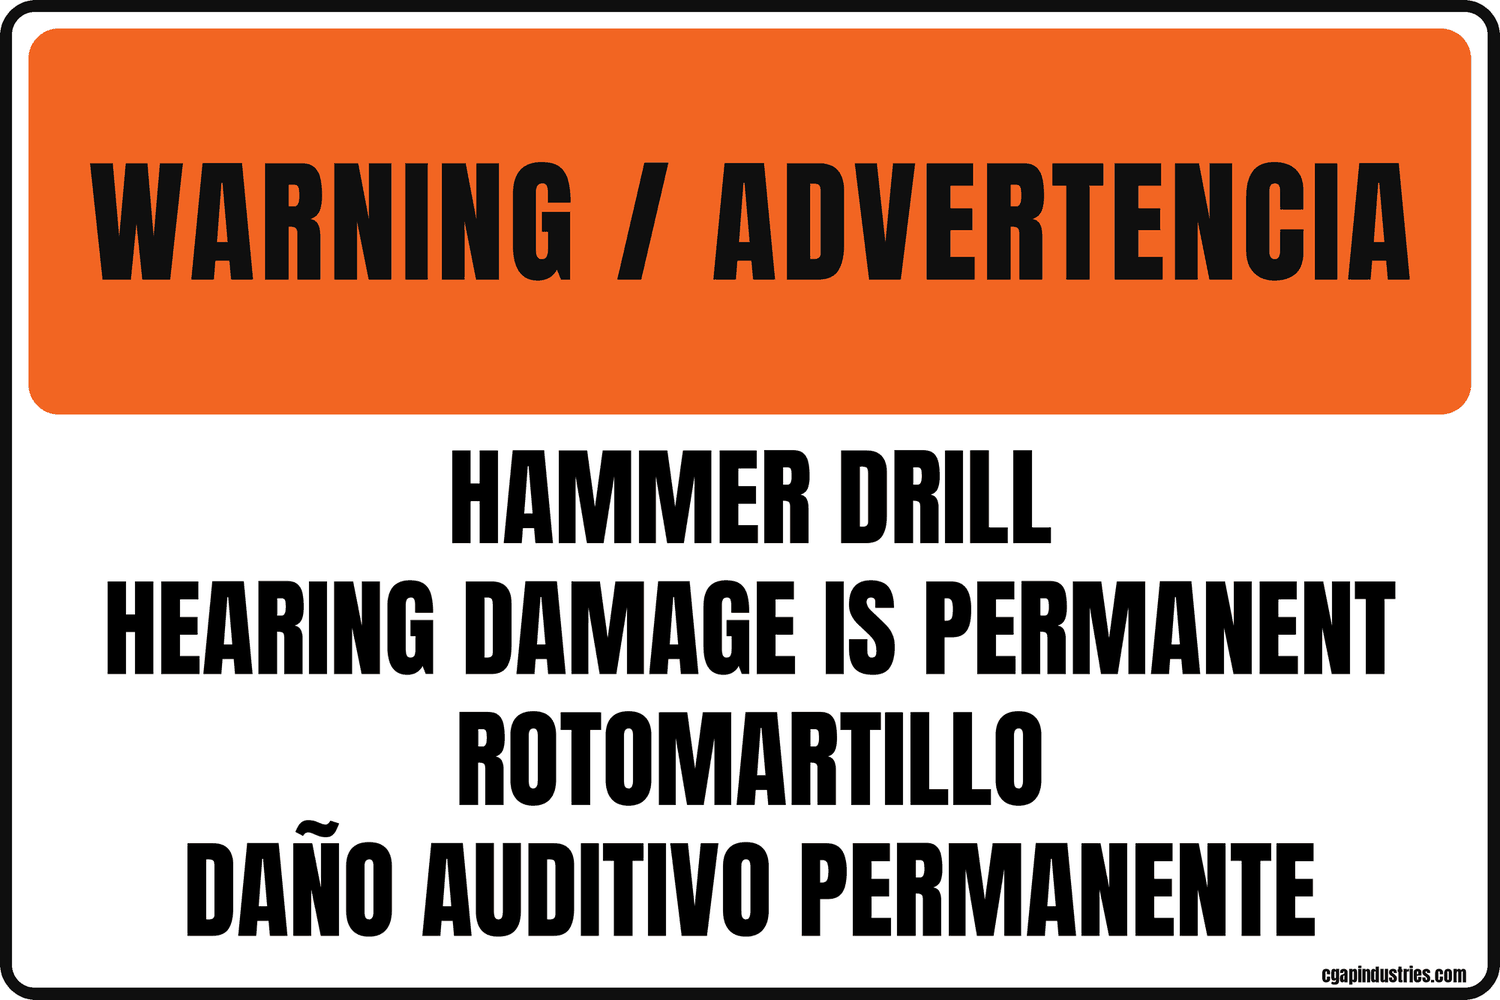 WARNING / ADVERTENCIA
HAMMER DRILL
HEARING DAMAGE IS PERMANENT
ROTOMARTILLO
DAÑO AUDITIVO PERMANENTE
cgapindustries.com